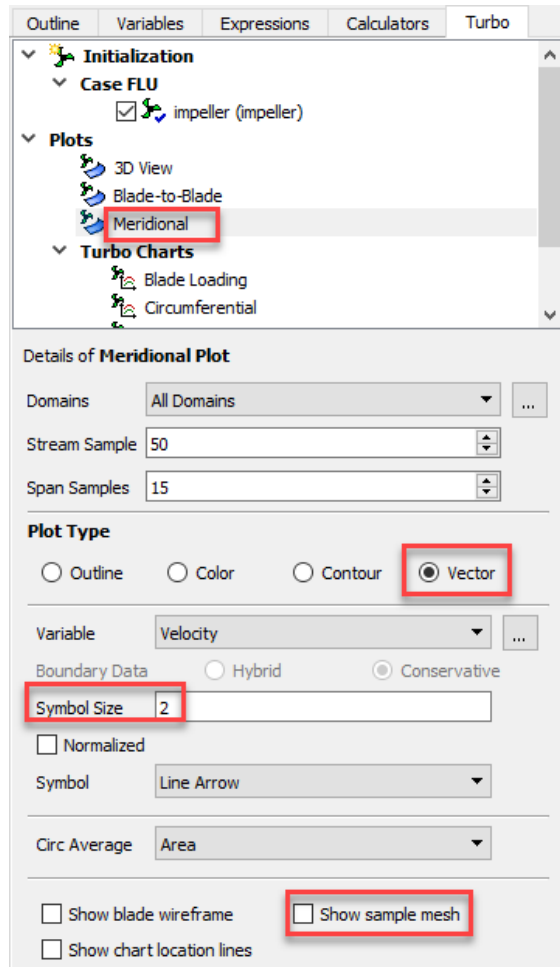 Outline Variables Expressions Calculators Turbo
Initialization
Case FLU
impeller (impeller)
Plots
3D View
Blade-to-Blade
Meridional
Turbo Charts
Blade Loading
Circumferential
Details of Meridional Plot
Domains All Domains ...
Stream Sample 50
Span Samples 15
Plot Type
Outline Color Contour Vector
Variable Velocity ...
Boundary Data Hybrid Conservative
Symbol Size 2
Normalized
Symbol Line Arrow
Circ Average Area
Show blade wireframe Show sample mesh
Show chart location lines